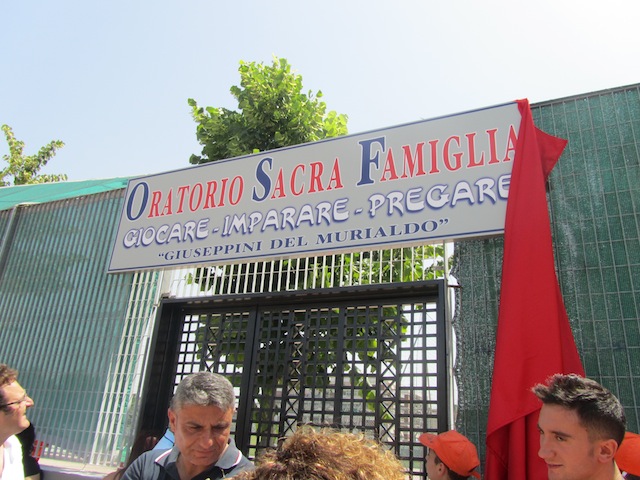 ORATORIO SACRA FAMIGLIA
GIOCARE - IMPARARE - PREGARE
"GIUSEPPINI DEL MURIALDO"